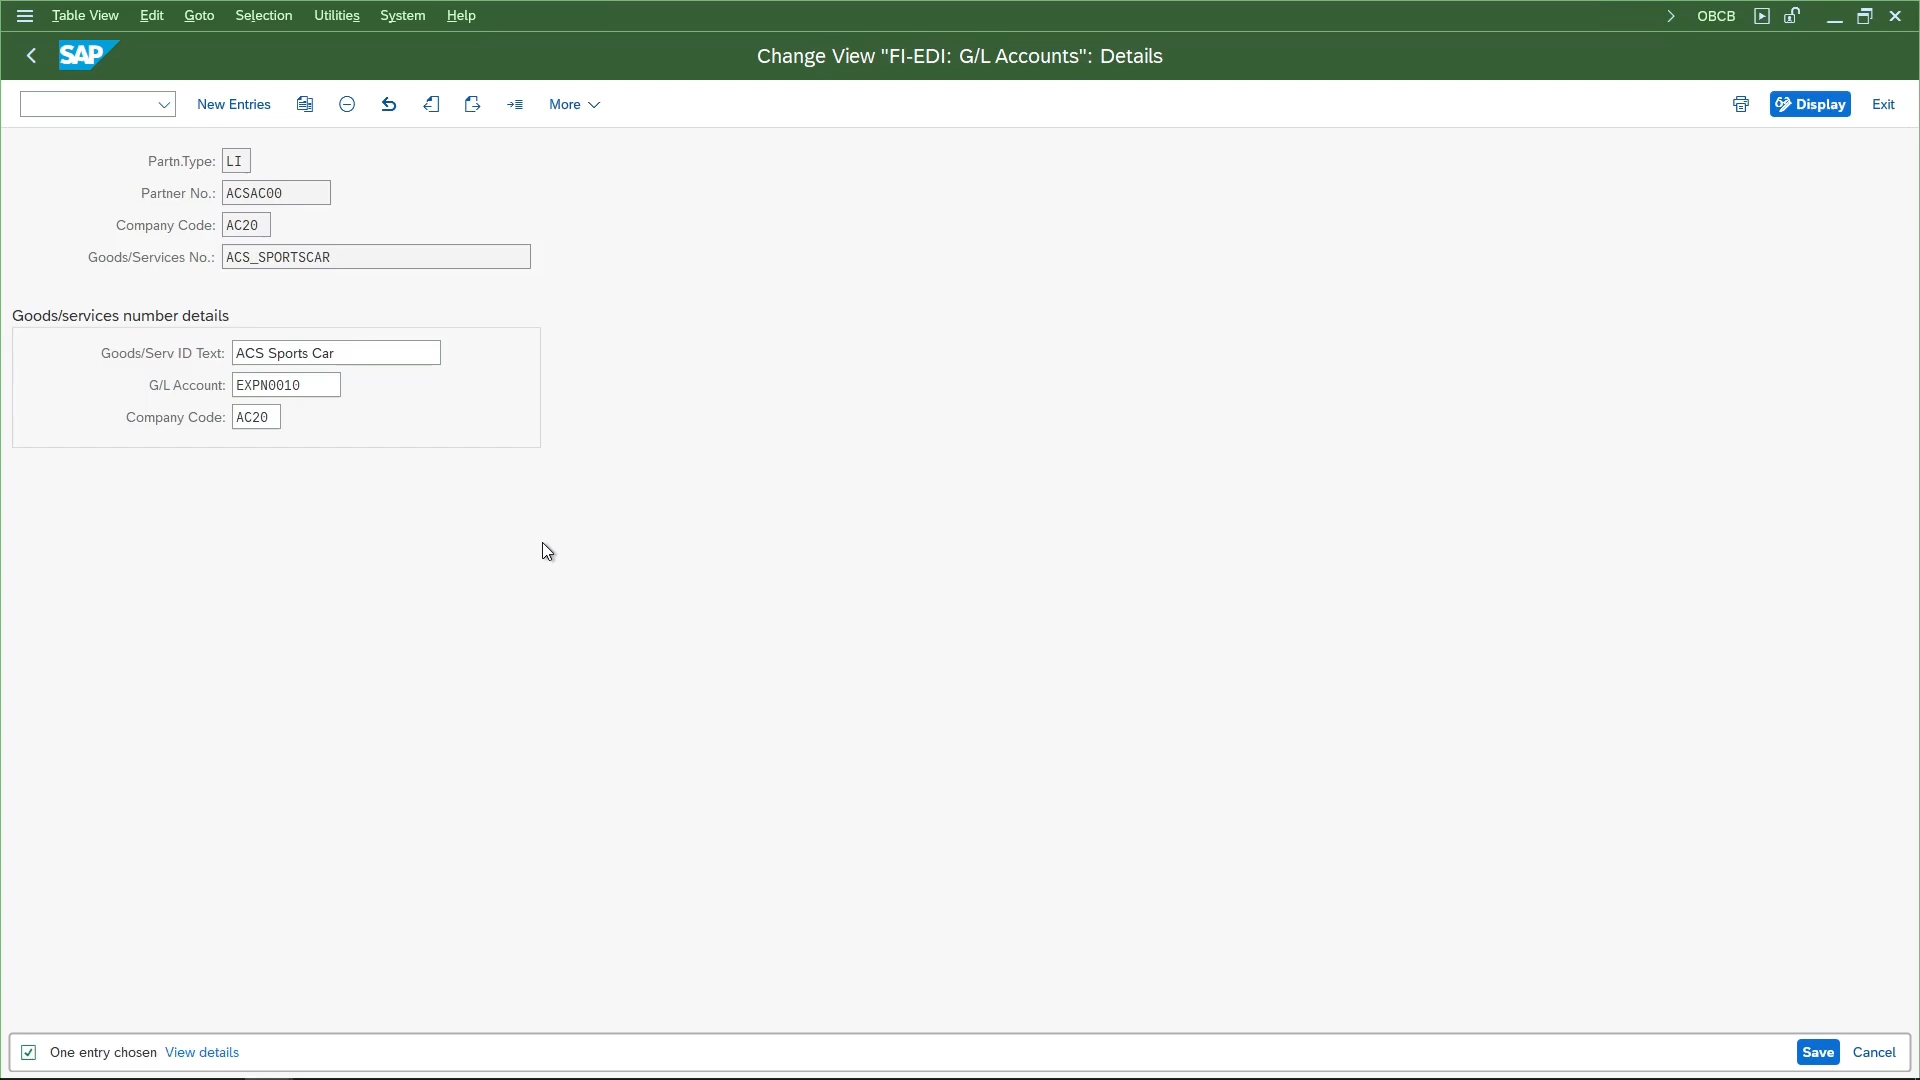 Table View Edit Goto Selection Utilities System Help OBCB
SAP Change View "FI-EDI: G/L Accounts": Details
New Entries More Display Exit
Partn.Type: LI
Partner No.: ACSAC00
Company Code: AC20
Goods/Services No.: ACS_SPORTSCAR
Goods/services number details
Goods/Serv ID Text: ACS Sports Car
G/L Account: EXPN0010
Company Code: AC20
One entry chosen View details Save Cancel